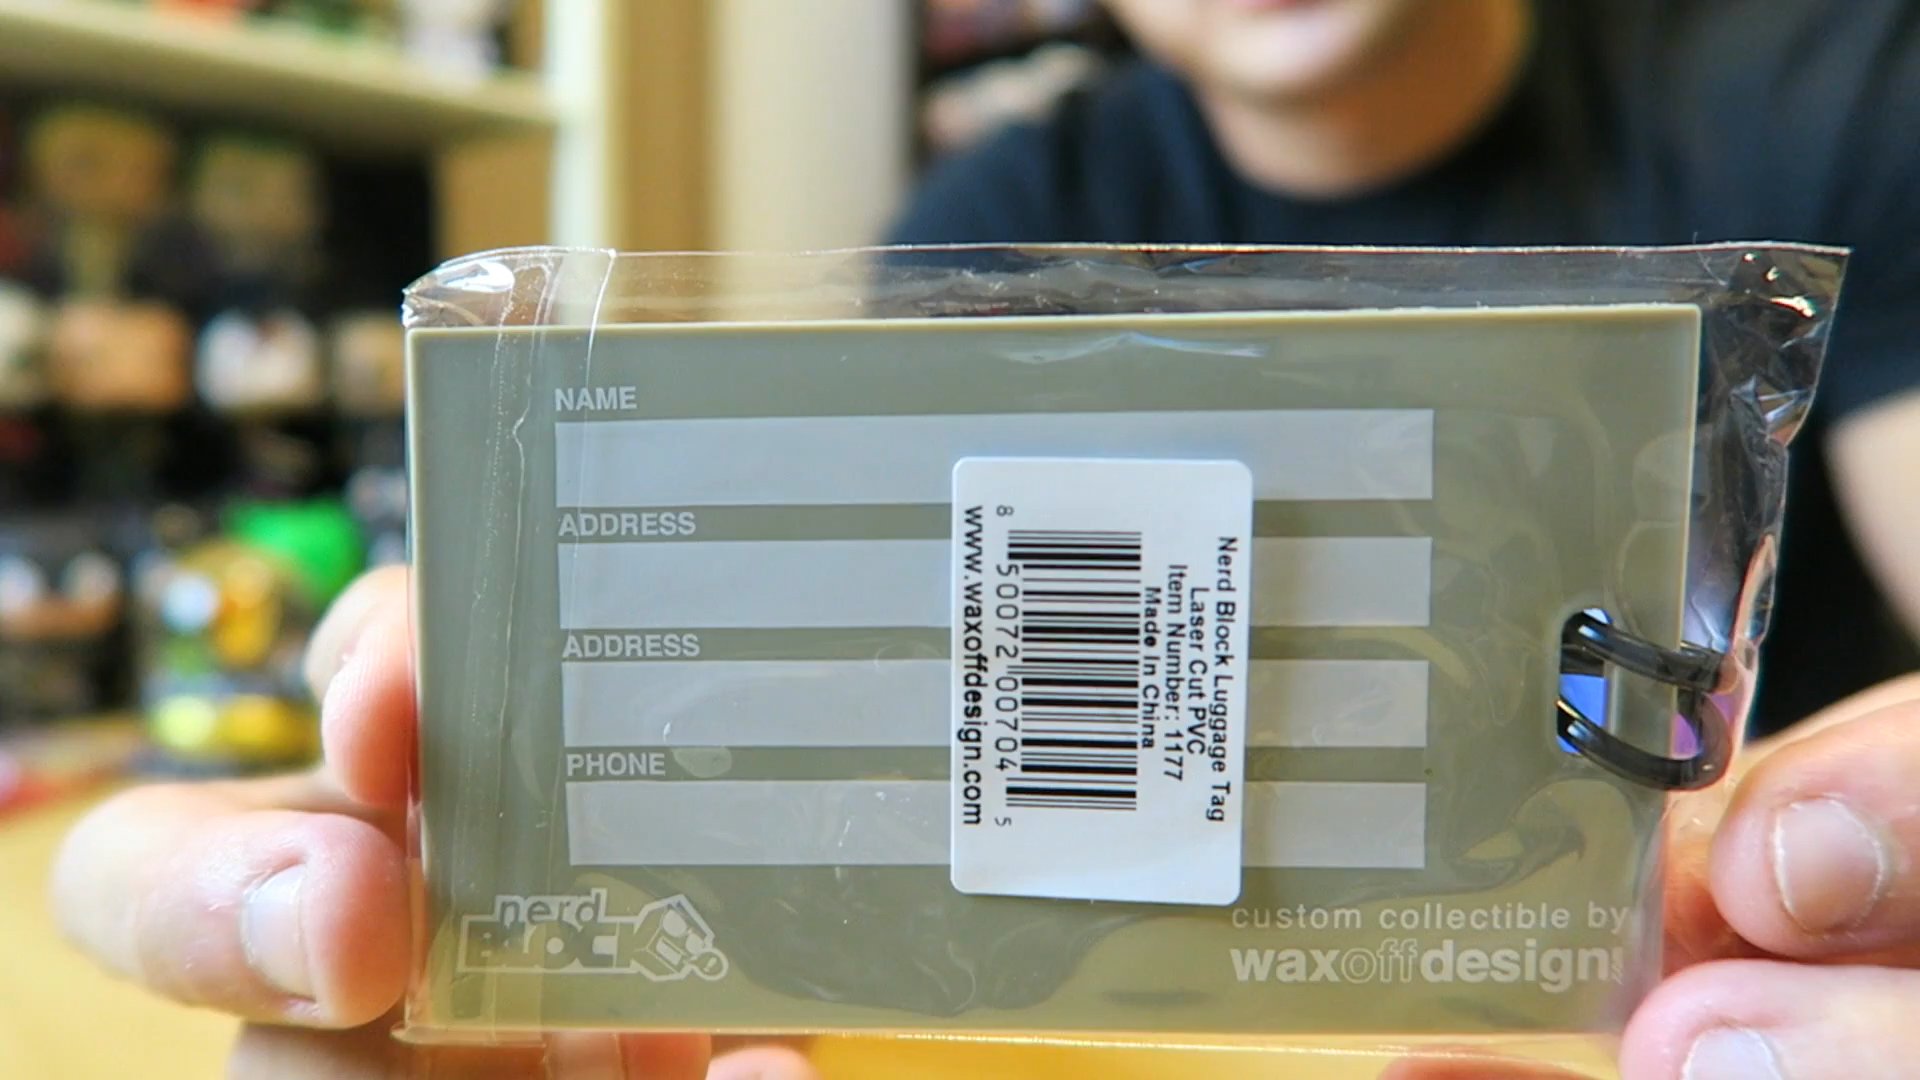 NAME
ADDRESS
ADDRESS
PHONE
Nerd Block Luggage Tag
Laser Cut PVC
Item Number: 1177
Made In China
8 50072 00704 5
www.waxoffdesign.com
nerd
BLOCK
custom collectible by
waxoffdesign.com